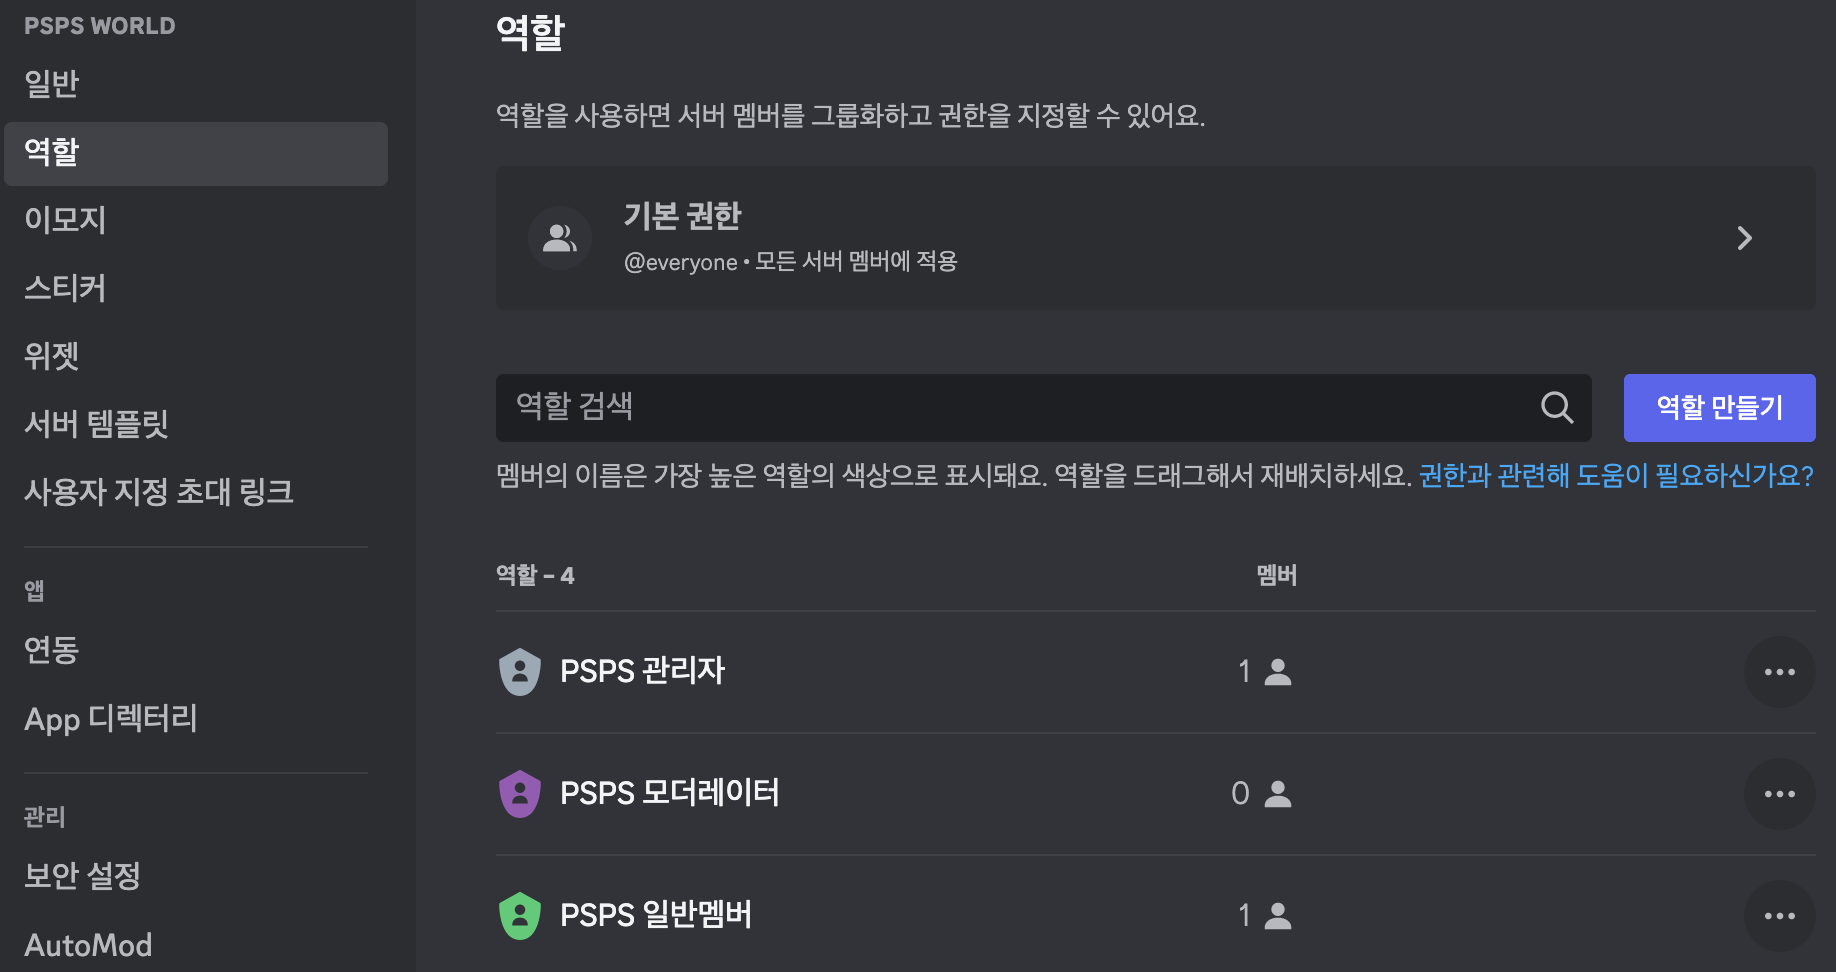 PSPS WORLD
일반
역할
이모지
스티커
위젯
서버 템플릿
사용자 지정 초대 링크
앱
연동
App 디렉터리
관리
보안 설정
AutoMod
역할
역할을 사용하면 서버 멤버를 그룹화하고 권한을 지정할 수 있어요.
기본 권한
@everyone • 모든 서버 멤버에 적용
역할 검색
역할 만들기
멤버의 이름은 가장 높은 역할의 색상으로 표시돼요. 역할을 드래그해서 재배치하세요. 권한과 관련해 도움이 필요하신가요?
역할 – 4 멤버
PSPS 관리자 1
PSPS 모더레이터 0
PSPS 일반멤버 1